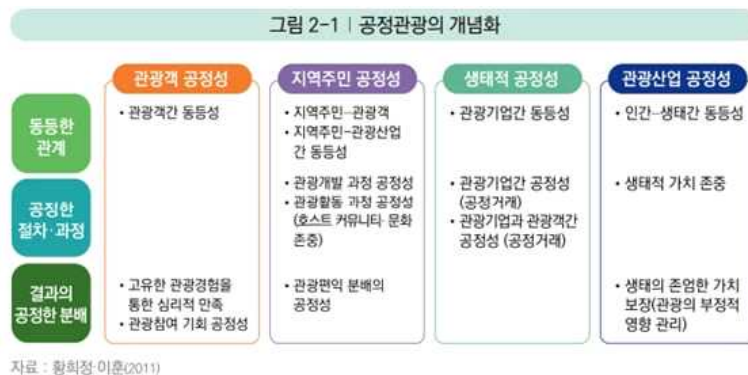 그림 2-1 | 공정관광의 개념화
관광객 공정성
지역주민 공정성
생태적 공정성
관광산업 공정성
동등한
관계
• 관광객간 동등성
• 지역주민-관광객
• 지역주민-관광산업
간 동등성
• 관광기업간 동등성
• 인간-생태간 동등성
공정한
절차·과정
• 관광개발 과정 공정성
• 관광활동 과정 공정성
(호스트 커뮤니티 문화
존중)
• 관광기업간 공정성
(공정거래)
• 관광기업과 관광객간
공정성 (공정거래)
• 생태적 가치 존중
결과의
공정한 분배
• 고유한 관광경험을
통한 심리적 만족
• 관광참여 기회 공정성
• 관광편익 분배의
공정성
• 생태의 존엄한 가치
보장(관광의 부정적
영향 관리)
자료 : 황희정·이훈(2011)